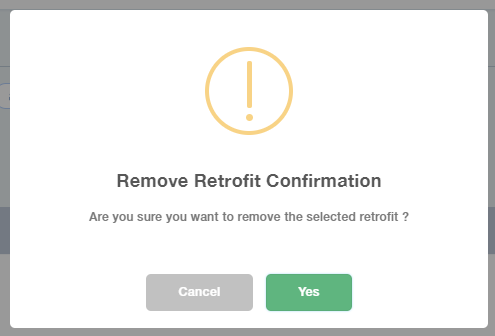 Remove Retrofit Confirmation
Are you sure you want to remove the selected retrofit ?
Cancel
Yes